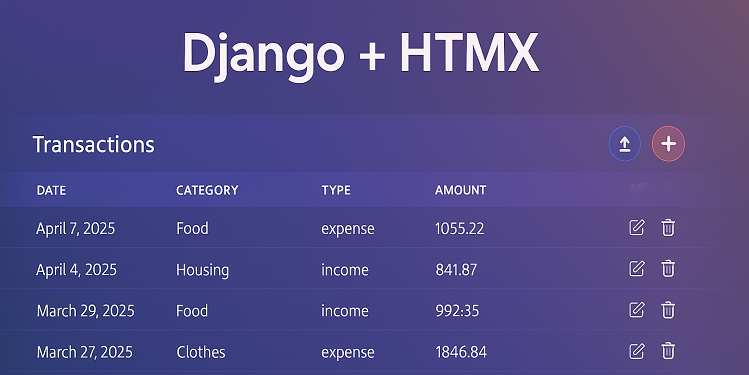 Django + HTMX
Transactions
DATE CATEGORY TYPE AMOUNT
April 7, 2025 Food expense 1055.22
April 4, 2025 Housing income 841.87
March 29, 2025 Food income 992:35
March 27, 2025 Clothes expense 1846.84